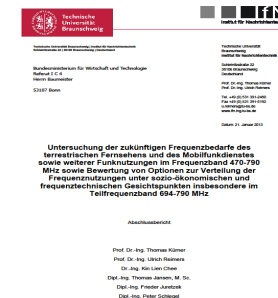 Technische
Universität
Braunschweig
Institut für Nachrichtentechnik
Technische Universität Braunschweig | Institut für Nachrichtentechnik
Schleinitzstraße 22 | 38106 Braunschweig | Deutschland
Technische Universität
Braunschweig
Institut für Nachrichtentechnik
Bundesministerium für Wirtschaft und Technologie
Referat I C 4
Herrn Baumeister
53107 Bonn
Schleinitzstraße 22
38106 Braunschweig
Deutschland
Prof. Dr.-Ing. Thomas Kürner
Prof. Dr.-Ing. Ulrich Reimers
Datum: 21. Januar 2013
Untersuchung der zukünftigen Frequenzbedarfe des
terrestrischen Fernsehens und des Mobilfunkdienstes
sowie weiterer Funknutzungen im Frequenzband 470-790
MHz sowie Bewertung von Optionen zur Verteilung der
Frequenznutzungen unter sozio-ökonomischen und
frequenztechnischen Gesichtspunkten insbesondere im
Teilfrequenzband 694-790 MHz
Abschlussbericht
Prof. Dr.-Ing. Thomas Kürner
Prof. Dr.-Ing. Ulrich Reimers
Dr.-Ing. Kin Lien Chee
Dipl.-Ing. Thomas Jansen, M. Sc.
Dipl.-Ing. Frieder Juretzek
Dipl.-Ing. Peter Schlegel